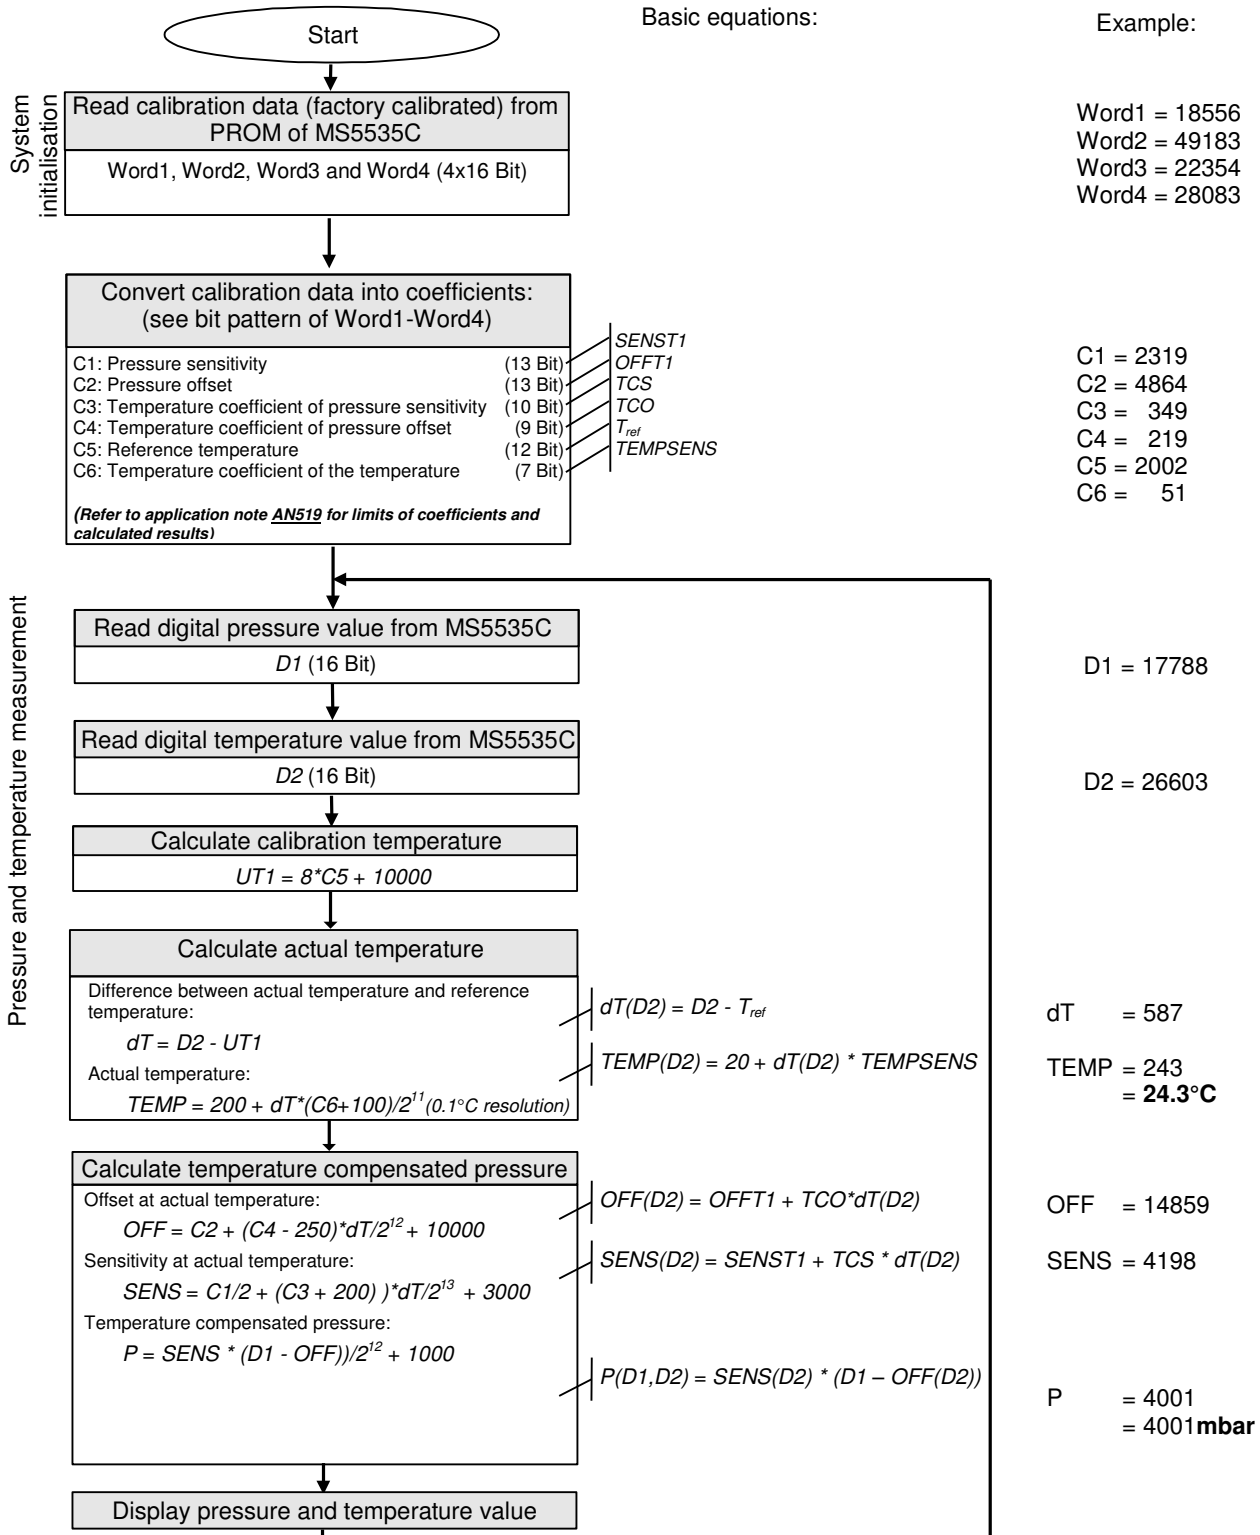 Start
Basic equations:
Example:
System
initialisation
Read calibration data (factory calibrated) from
PROM of MS5535C
Word1, Word2, Word3 and Word4 (4x16 Bit)
Word1 = 18556
Word2 = 49183
Word3 = 22354
Word4 = 28083
Convert calibration data into coefficients:
(see bit pattern of Word1-Word4)
C1: Pressure sensitivity (13 Bit) SENST1
C2: Pressure offset (13 Bit) OFFT1
C3: Temperature coefficient of pressure sensitivity (10 Bit) TCS
C4: Temperature coefficient of pressure offset (9 Bit) TCO
C5: Reference temperature (12 Bit) T_ref
C6: Temperature coefficient of the temperature (7 Bit) TEMPSENS
(Refer to application note AN519 for limits of coefficients and
calculated results)
C1 = 2319
C2 = 4864
C3 = 349
C4 = 219
C5 = 2002
C6 = 51
Pressure and temperature measurement
Read digital pressure value from MS5535C
D1 (16 Bit)
D1 = 17788
Read digital temperature value from MS5535C
D2 (16 Bit)
D2 = 26603
Calculate calibration temperature
UT1 = 8*C5 + 10000
Calculate actual temperature
Difference between actual temperature and reference
temperature:
dT = D2 - UT1
dT(D2) = D2 - T_ref
dT = 587
Actual temperature:
TEMP = 200 + dT*(C6+100)/2^11 (0.1°C resolution)
TEMP(D2) = 20 + dT(D2) * TEMPSENS
TEMP = 243
= 24.3°C
Calculate temperature compensated pressure
Offset at actual temperature:
OFF = C2 + (C4 - 250)*dT/2^12 + 10000
OFF(D2) = OFFT1 + TCO*dT(D2)
OFF = 14859
Sensitivity at actual temperature:
SENS = C1/2 + (C3 + 200) )*dT/2^13 + 3000
SENS(D2) = SENST1 + TCS * dT(D2)
SENS = 4198
Temperature compensated pressure:
P = SENS * (D1 - OFF))/2^12 + 1000
P(D1,D2) = SENS(D2) * (D1 – OFF(D2))
P = 4001
= 4001mbar
Display pressure and temperature value